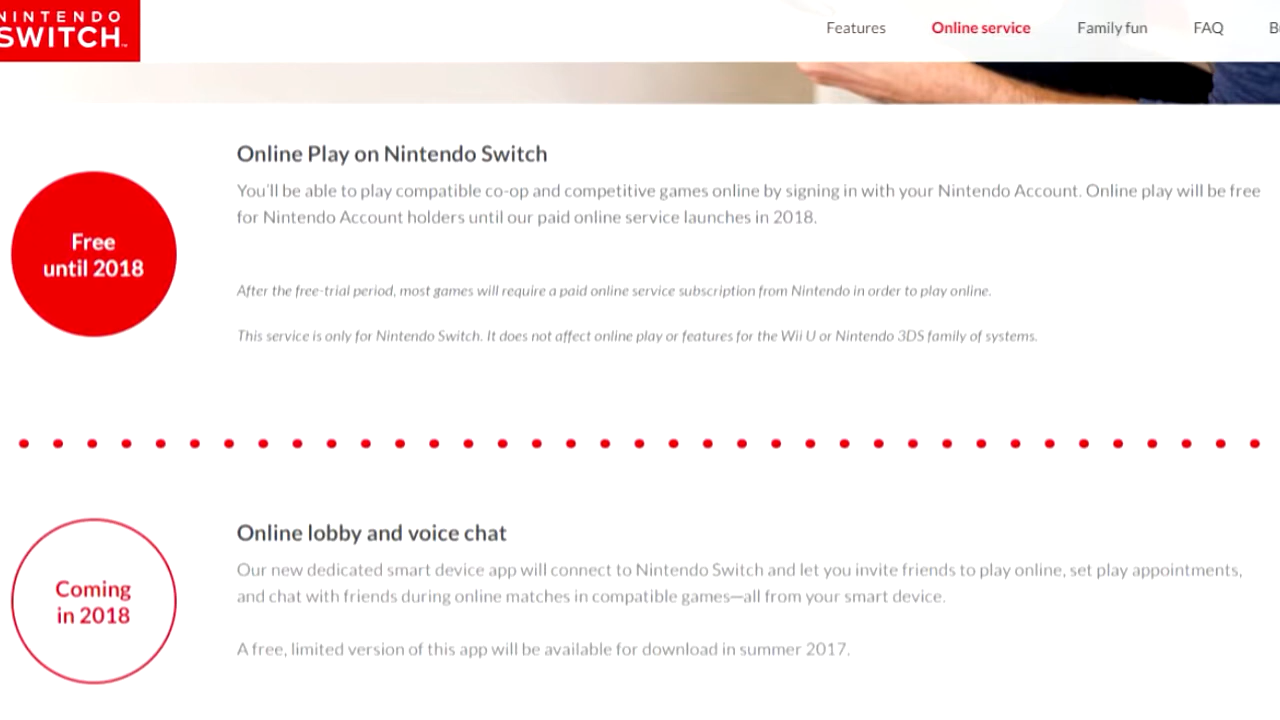 NINTENDO
SWITCH™
Features Online service Family fun FAQ
Online Play on Nintendo Switch
You'll be able to play compatible co-op and competitive games online by signing in with your Nintendo Account. Online play will be free
for Nintendo Account holders until our paid online service launches in 2018.
Free
until 2018
After the free-trial period, most games will require a paid online service subscription from Nintendo in order to play online.
This service is only for Nintendo Switch. It does not affect online play or features for the Wii U or Nintendo 3DS family of systems.
Online lobby and voice chat
Our new dedicated smart device app will connect to Nintendo Switch and let you invite friends to play online, set play appointments,
and chat with friends during online matches in compatible games—all from your smart device.
Coming
in 2018
A free, limited version of this app will be available for download in summer 2017.